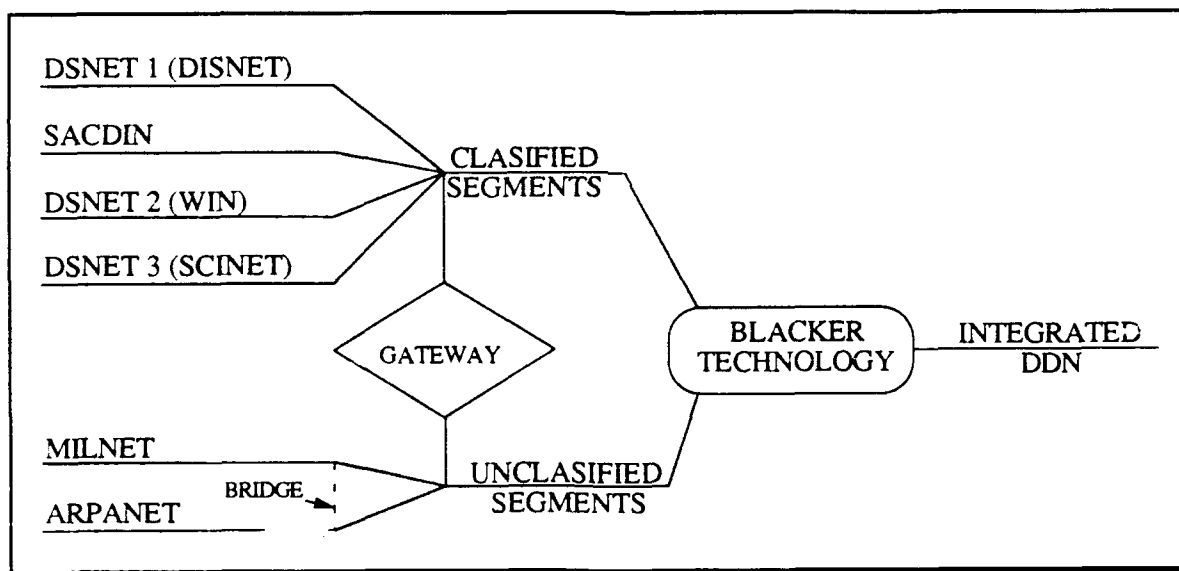 DSNET 1 (DISNET)
SACDIN
DSNET 2 (WIN)
DSNET 3 (SCINET)
CLASIFIED
SEGMENTS
GATEWAY
BLACKER
TECHNOLOGY
INTEGRATED
DDN
MILNET
BRIDGE
ARPANET
UNCLASIFIED
SEGMENTS